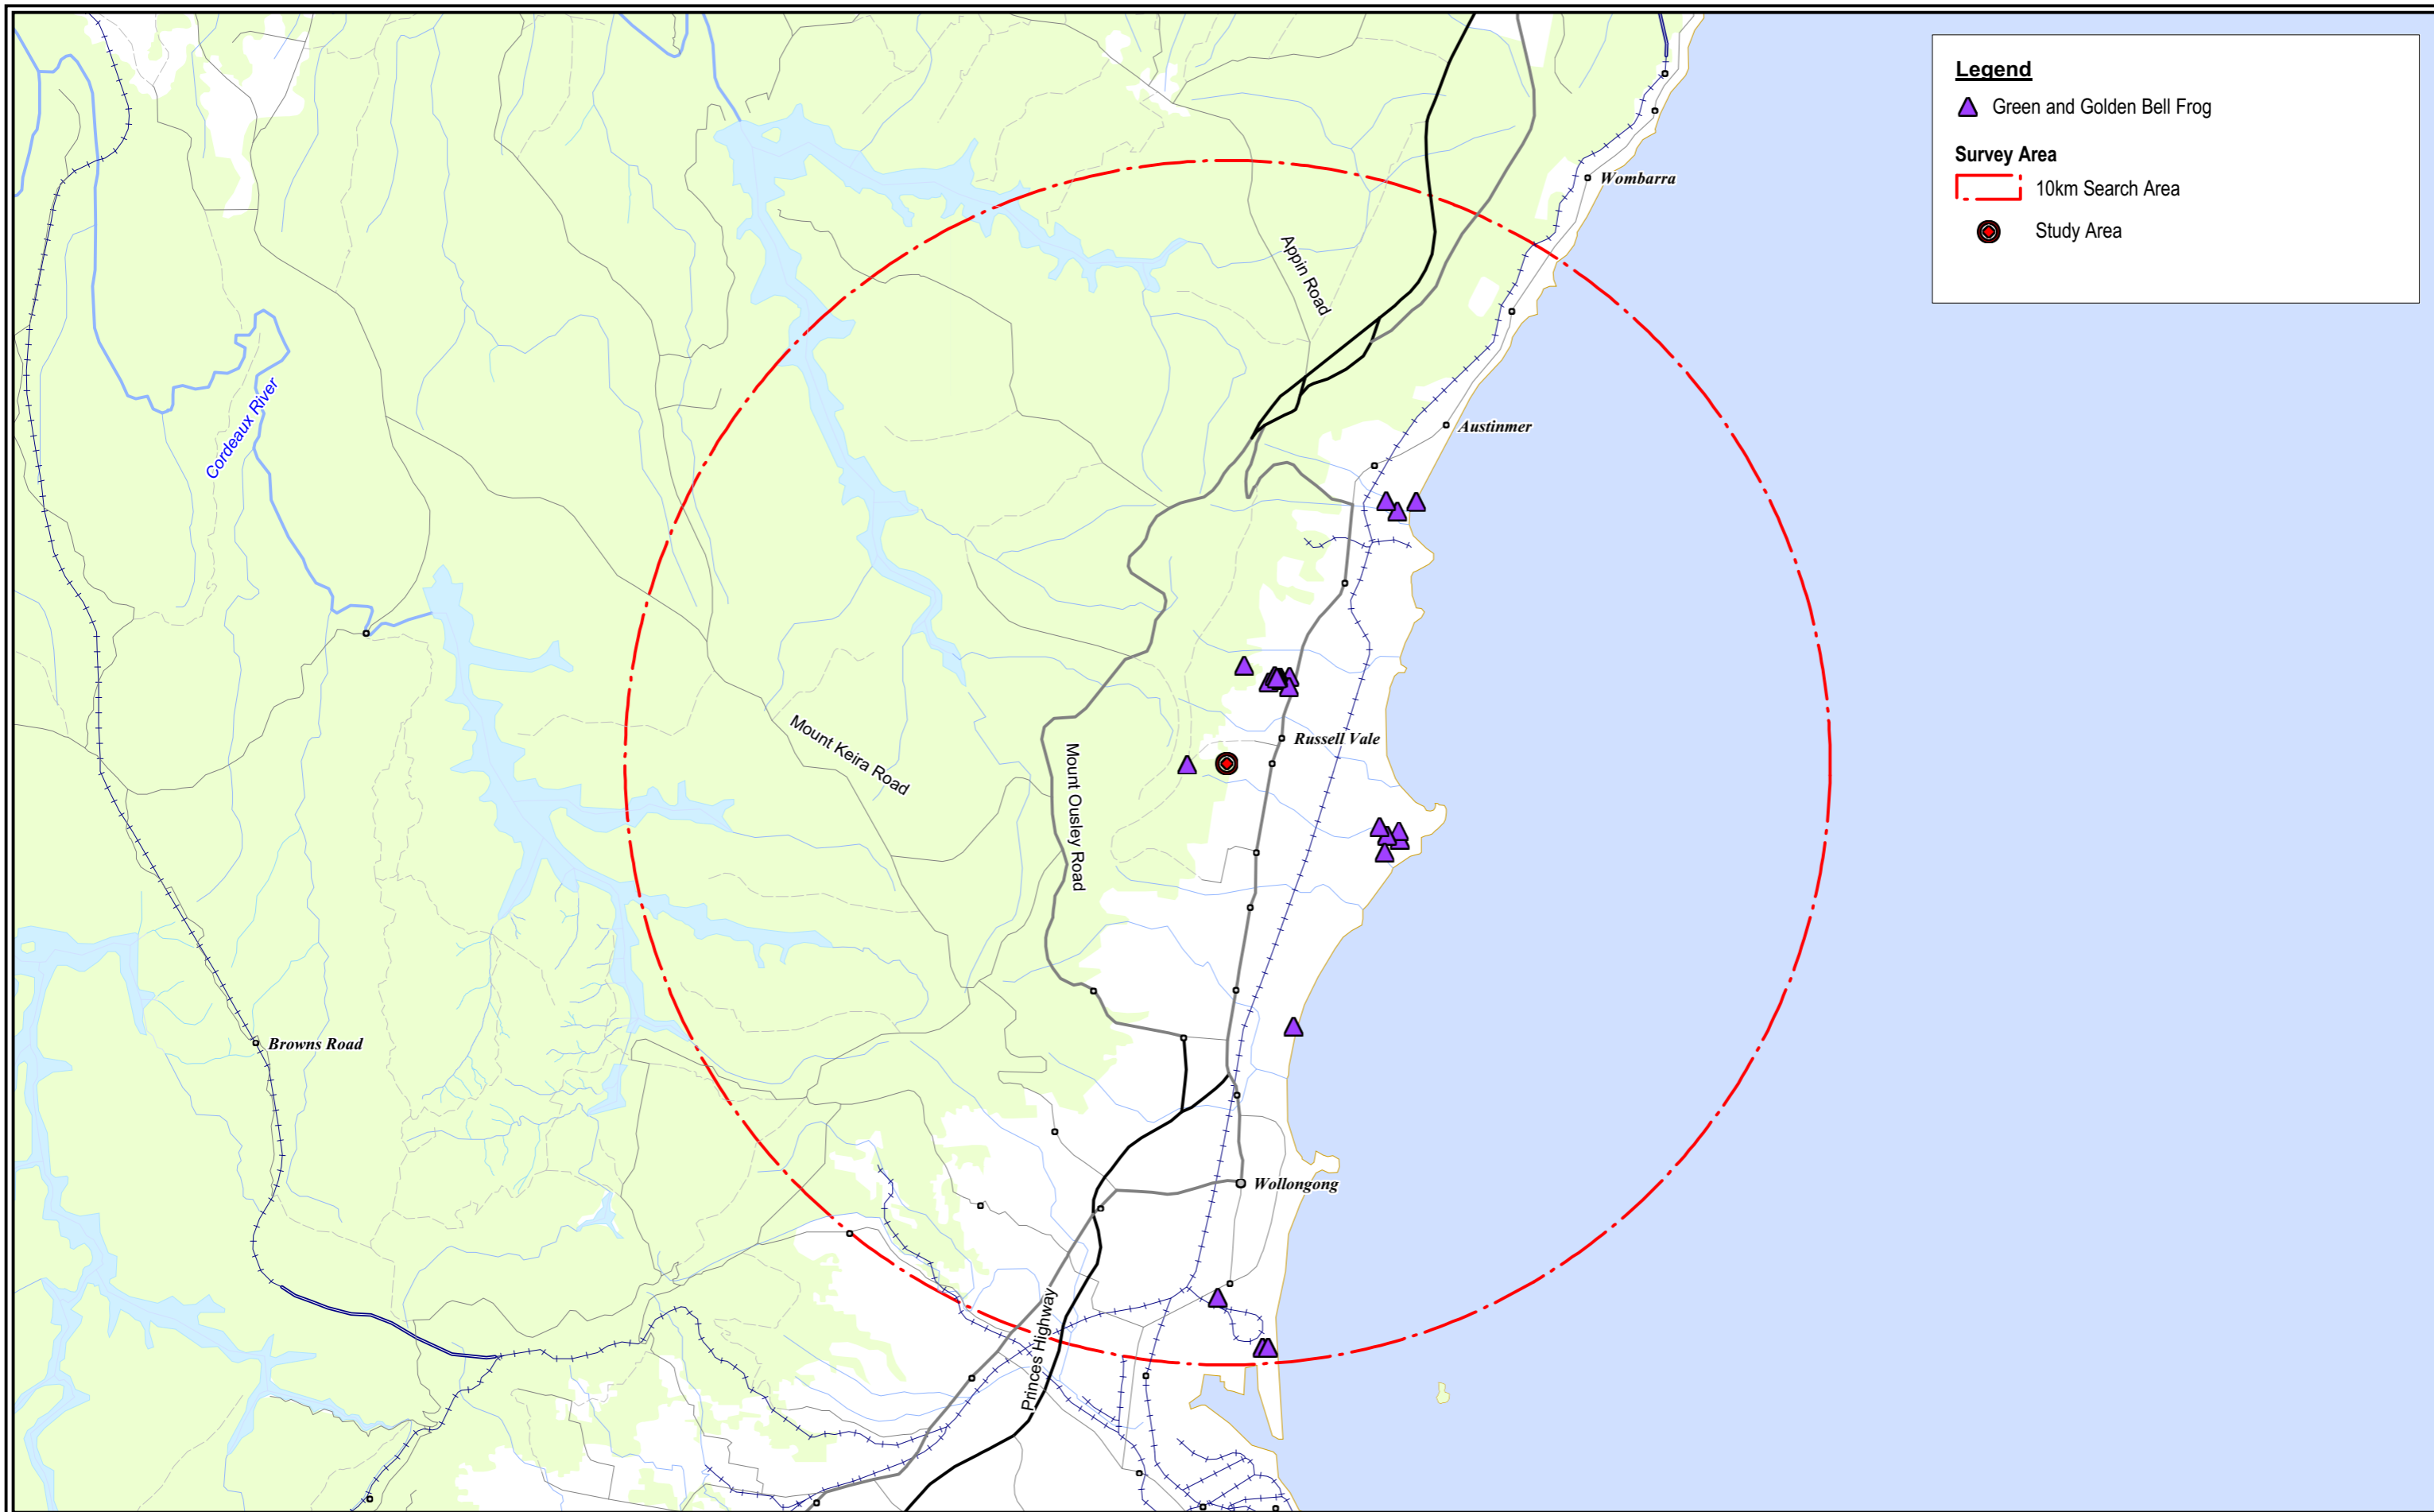 Legend
Green and Golden Bell Frog
Survey Area
10km Search Area
Study Area
Wombarra
Appin Road
Cordeaux River
Austinmer
Mount Keira Road
Mount Ousley Road
Russell Vale
Browns Road
Wollongong
Princes Highway